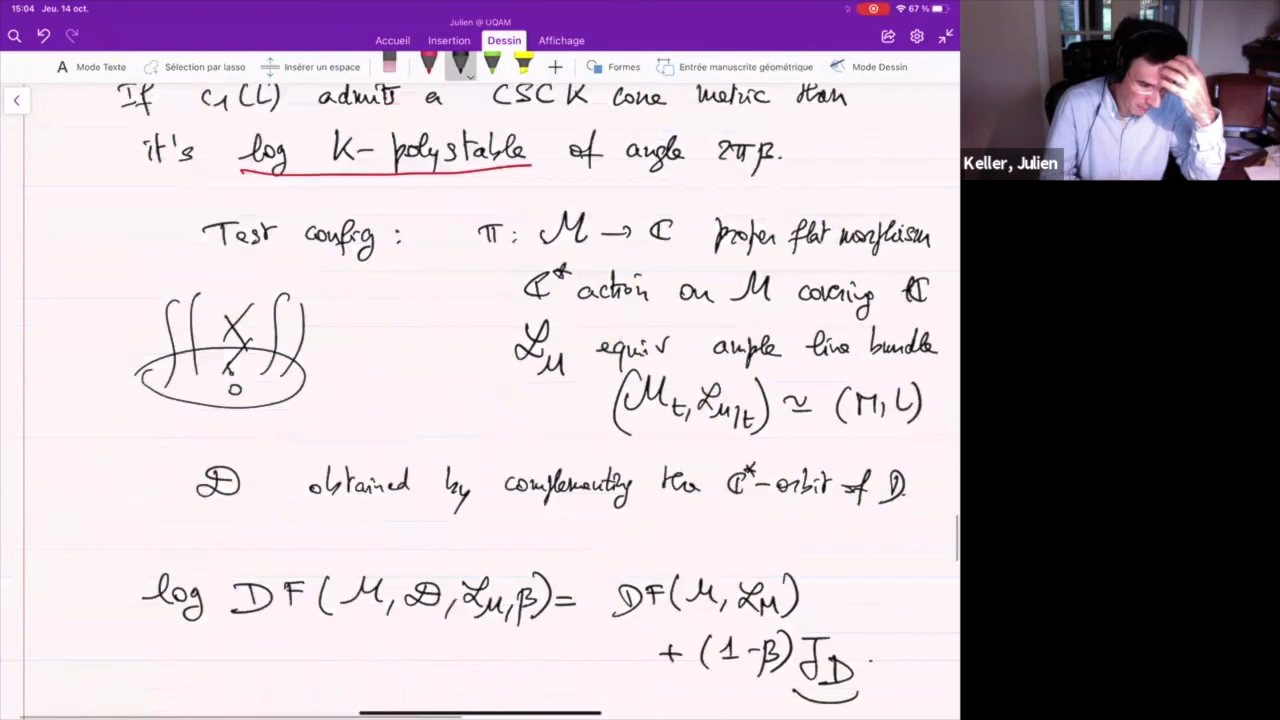 15:04 Jeu. 14 oct.
67 %
Julien @ UQAM
Accueil Insertion Dessin Affichage
A Mode Texte Sélection par lasso Insérer un espace Formes Entrée manuscrite géométrique Mode Dessin
If c₁(L) admits a CSCK cone metric then
it's log K-polystable of angle 2πβ.
Test config : π : ℳ → ℂ proper flat morphism
ℂ* action on ℳ covering ℂ
ℒ_ℳ equiv ample line bundle
(ℳ_t, ℒ_ℳ|t) ≃ (M, L)
0
𝒟 obtained by complementing the ℂ*-orbit of D.
log DF(ℳ, 𝒟, ℒ_ℳ, β) = DF(ℳ, ℒ_ℳ)
+ (1-β) J_D .
Keller, Julien